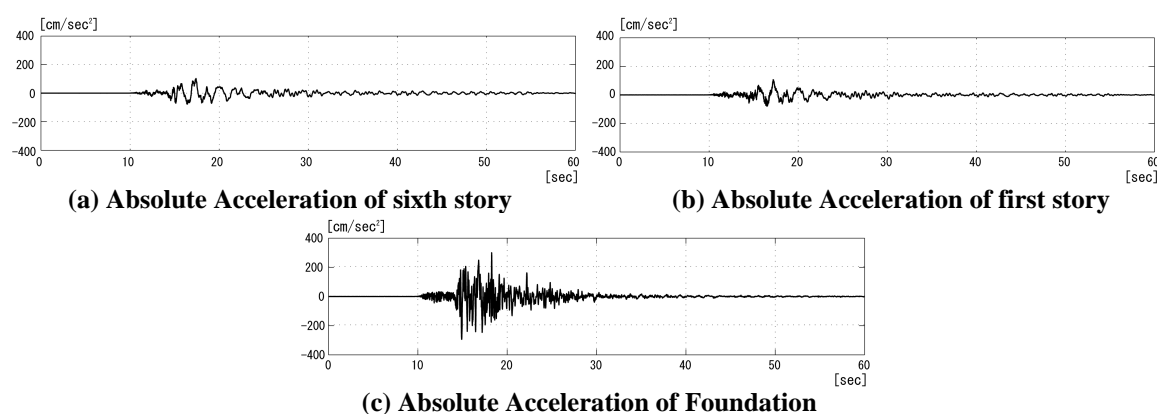 [cm/sec²]
400
200
0
-200
-400
0 10 20 30 40 50 60
[sec]
(a) Absolute Acceleration of sixth story
[cm/sec²]
400
200
0
-200
-400
0 10 20 30 40 50 60
[sec]
(b) Absolute Acceleration of first story
[cm/sec²]
400
200
0
-200
-400
0 10 20 30 40 50 60
[sec]
(c) Absolute Acceleration of Foundation